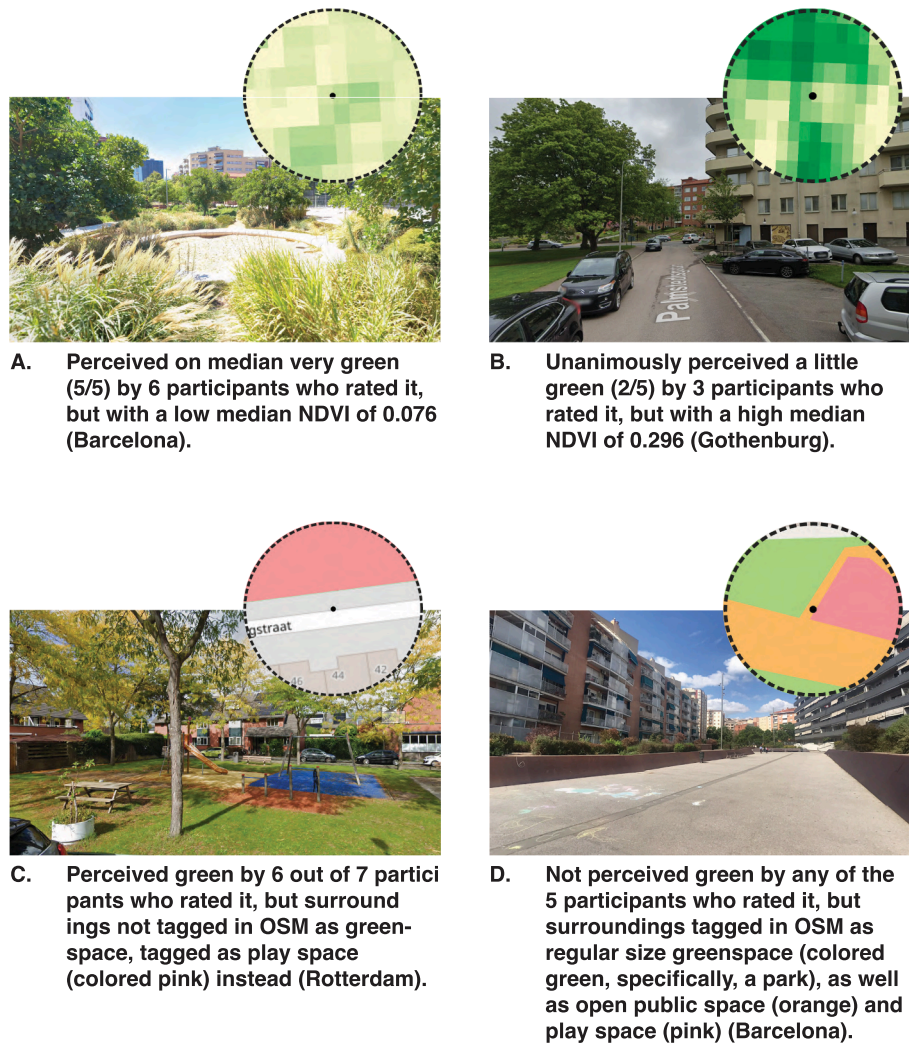 Palmstedtsgatan
A. Perceived on median very green
(5/5) by 6 participants who rated it,
but with a low median NDVI of 0.076
(Barcelona).
B. Unanimously perceived a little
green (2/5) by 3 participants who
rated it, but with a high median
NDVI of 0.296 (Gothenburg).
gstraat
46
44
42
C. Perceived green by 6 out of 7 partici
pants who rated it, but surround
ings not tagged in OSM as green-
space, tagged as play space
(colored pink) instead (Rotterdam).
D. Not perceived green by any of the
5 participants who rated it, but
surroundings tagged in OSM as
regular size greenspace (colored
green, specifically, a park), as well
as open public space (orange) and
play space (pink) (Barcelona).